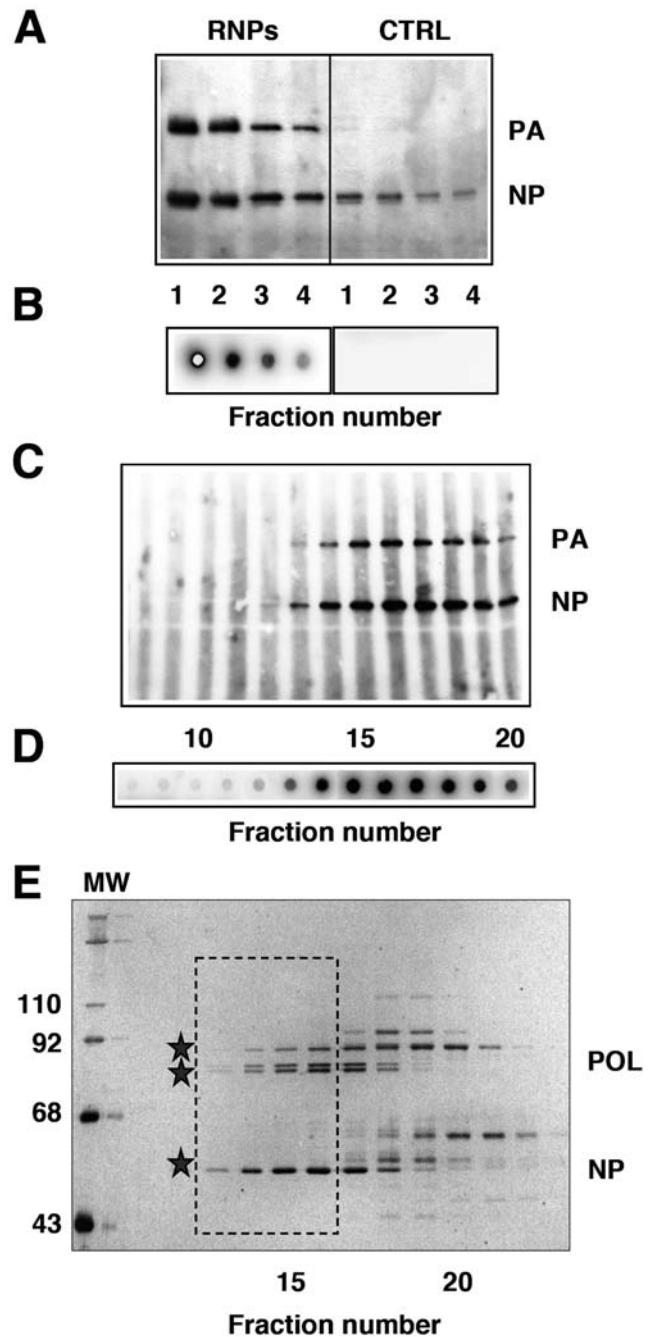 A
RNPs CTRL
PA
NP
1 2 3 4 1 2 3 4
B
Fraction number
C
PA
NP
10 15 20
D
Fraction number
E
MW
110
92
POL
68
NP
43
15 20
Fraction number